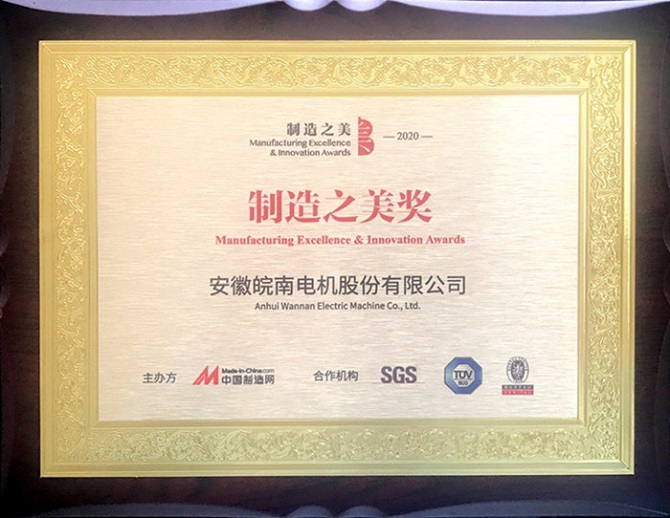 制造之美
Manufacturing Excellence
& Innovation Awards
— 2020 —
制造之美奖
Manufacturing Excellence & Innovation Awards
安徽皖南电机股份有限公司
Anhui Wannan Electric Machine Co., Ltd.
主办方
Made-in-China.com
中国制造网
合作机构
SGS
TÜV